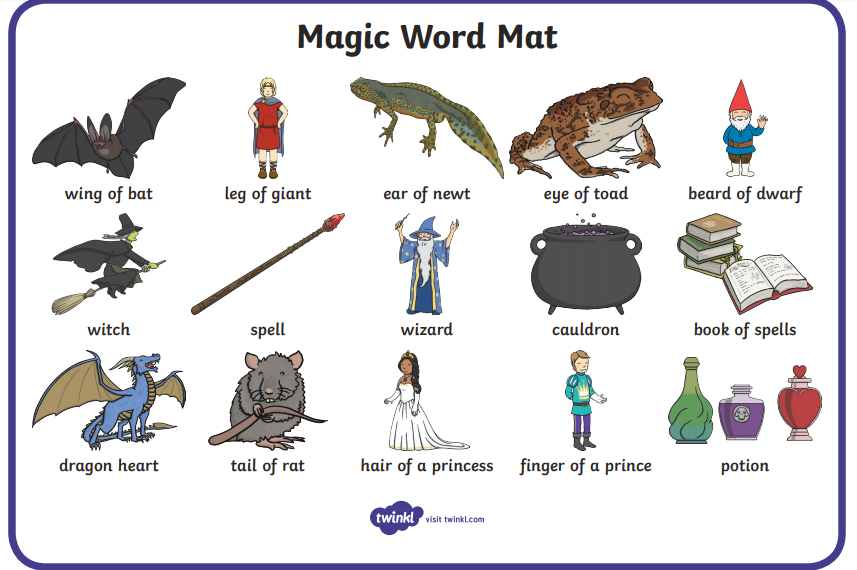 Magic Word Mat
wing of bat
leg of giant
ear of newt
eye of toad
beard of dwarf
witch
spell
wizard
cauldron
book of spells
dragon heart
tail of rat
hair of a princess
finger of a prince
potion
twinkl
visit twinkl.com